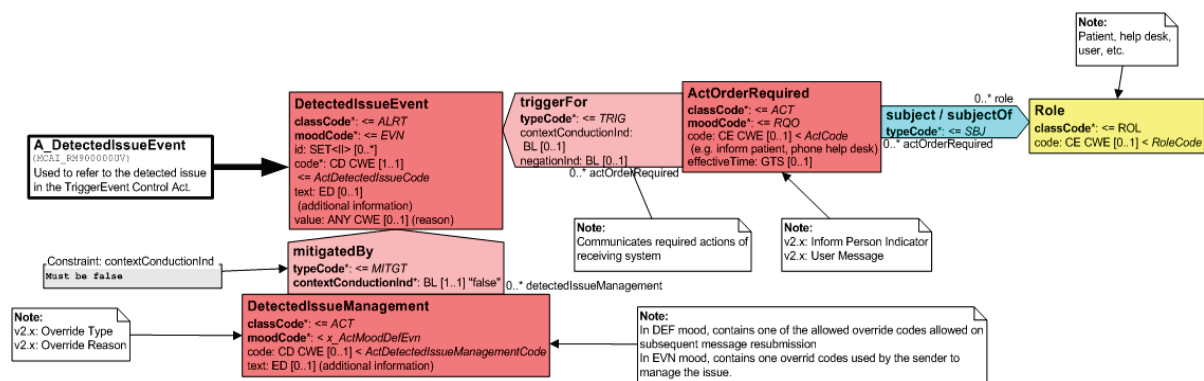 Note:
Patient, help desk,
user, etc.
A_DetectedIssueEvent
(MCAI_RM900000UV)
Used to refer to the detected issue
in the TriggerEvent Control Act.
DetectedIssueEvent
classCode*: <= ALRT
moodCode*: <= EVN
id: SET<II> [0..*]
code*: CD CWE [1..1]
<= ActDetectedIssueCode
text: ED [0..1]
(additional information)
value: ANY CWE [0..1] (reason)
triggerFor
typeCode*: <= TRIG
contextConductionInd:
BL [0..1]
negationInd: BL [0..1]
0..* actOrderRequired
ActOrderRequired
classCode*: <= ACT
moodCode*: <= RQO
code: CE CWE [0..1] < ActCode
(e.g. inform patient, phone help desk)
effectiveTime: GTS [0..1]
0..* role
subject / subjectOf
typeCode*: <= SBJ
0..* actOrderRequired
Role
classCode*: <= ROL
code: CE CWE [0..1] < RoleCode
Note:
Communicates required actions of
receiving system
Note:
v2.x: Inform Person Indicator
v2.x: User Message
Constraint: contextConductionInd
Must be false
mitigatedBy
typeCode*: <= MITGT
contextConductionInd*: BL [1..1] "false"
0..* detectedIssueManagement
Note:
v2.x: Override Type
v2.x: Override Reason
DetectedIssueManagement
classCode*: <= ACT
moodCode*: < x_ActMoodDefEvn
code: CD CWE [0..1] < ActDetectedIssueManagementCode
text: ED [0..1] (additional information)
Note:
In DEF mood, contains one of the allowed override codes allowed on
subsequent message resubmission
In EVN mood, contains one overrid codes used by the sender to
manage the issue.